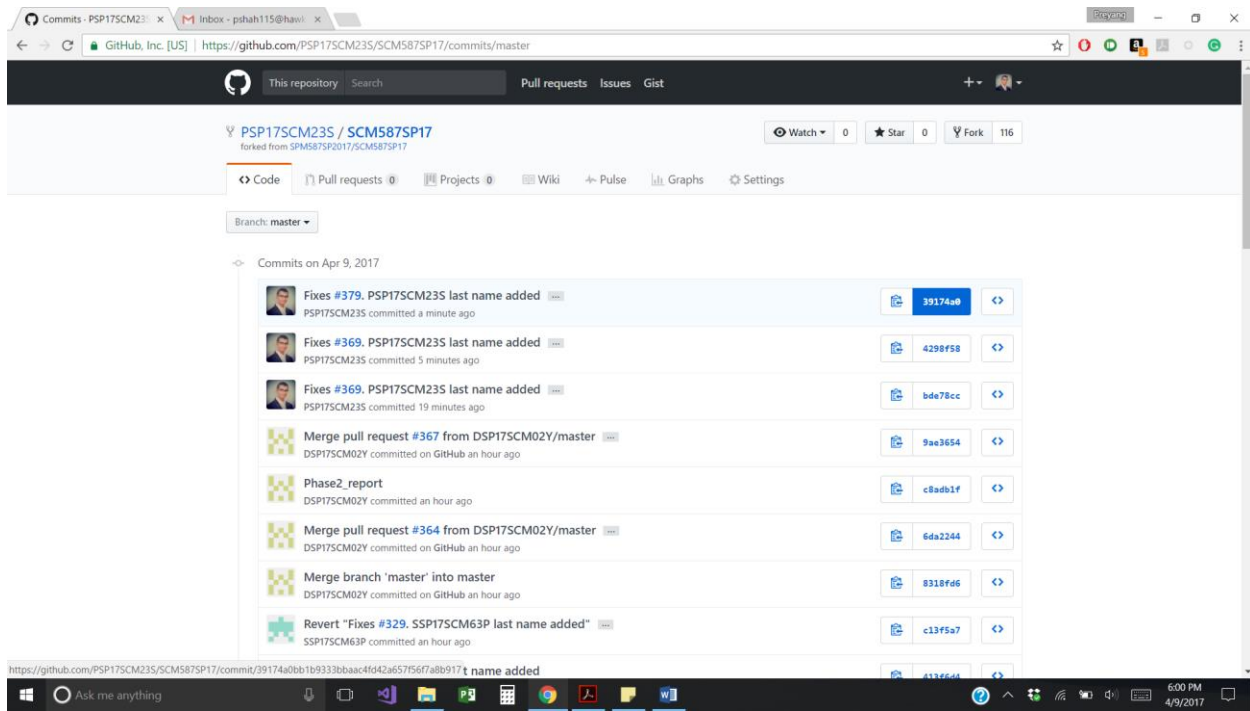 Commits · PSP17SCM23
Inbox - pshah115@hawk
Preyang
GitHub, Inc. [US] https://github.com/PSP17SCM23S/SCM587SP17/commits/master
This repository Search Pull requests Issues Gist
PSP17SCM23S / SCM587SP17
forked from SPM587SP2017/SCM587SP17
Watch 0 Star 0 Fork 116
Code Pull requests 0 Projects 0 Wiki Pulse Graphs Settings
Branch: master
Commits on Apr 9, 2017
Fixes #379. PSP17SCM23S last name added …
PSP17SCM23S committed a minute ago
39174a0
Fixes #369. PSP17SCM23S last name added …
PSP17SCM23S committed 5 minutes ago
4298f58
Fixes #369. PSP17SCM23S last name added …
PSP17SCM23S committed 19 minutes ago
bde78cc
Merge pull request #367 from DSP17SCM02Y/master …
DSP17SCM02Y committed on GitHub an hour ago
9ae3654
Phase2_report
DSP17SCM02Y committed an hour ago
c8adb1f
Merge pull request #364 from DSP17SCM02Y/master …
DSP17SCM02Y committed on GitHub an hour ago
6da2244
Merge branch 'master' into master
DSP17SCM02Y committed on GitHub an hour ago
8318fd6
Revert "Fixes #329. SSP17SCM63P last name added" …
SSP17SCM63P committed an hour ago
c13f5a7
https://github.com/PSP17SCM23S/SCM587SP17/commit/39174a0bb1b9333bbaac4fd42a657f56f7a8b917
t name added
413f6d4
Ask me anything
6:00 PM
4/9/2017